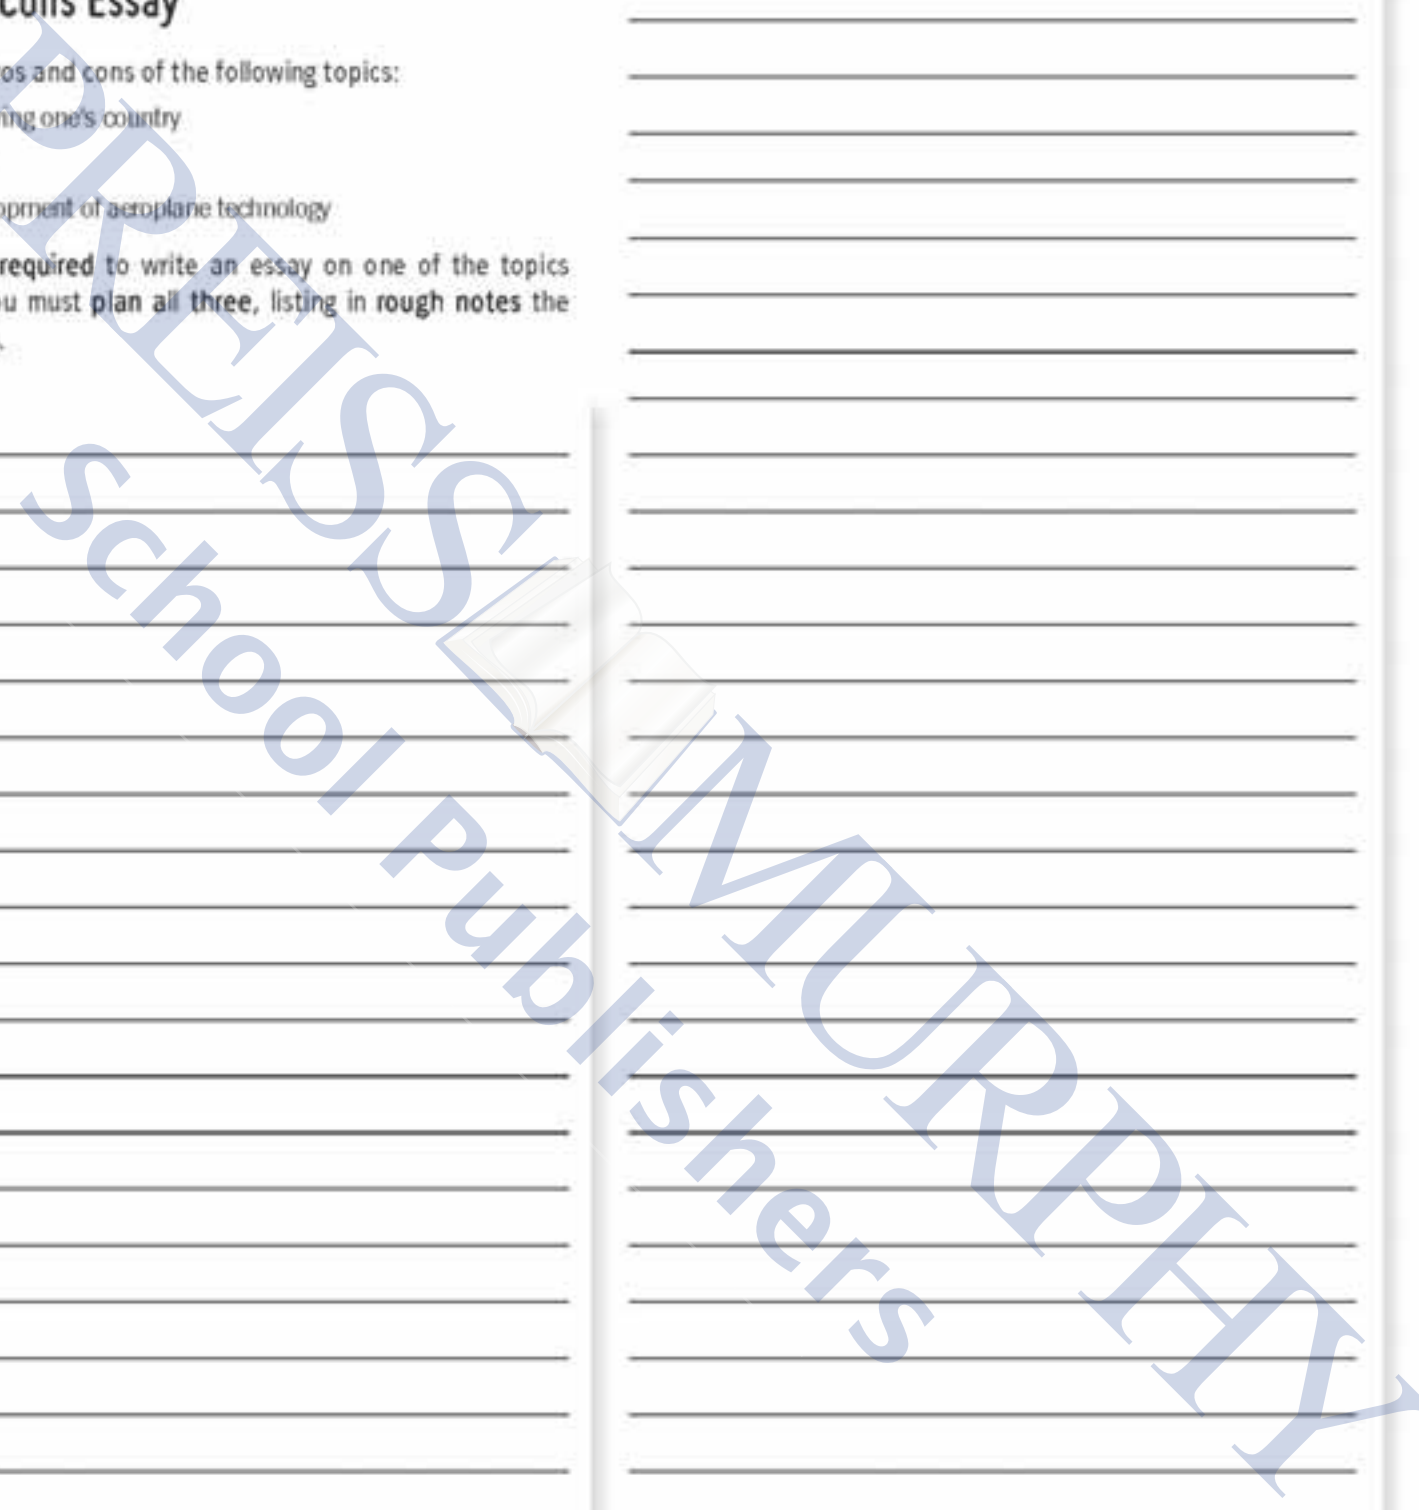 Cons Essay
os and cons of the following topics:
ing one's country
opment of aeroplane technology
required to write an essay on one of the topics
u must plan all three, listing in rough notes the
PREISS MURPHY
School Publishers